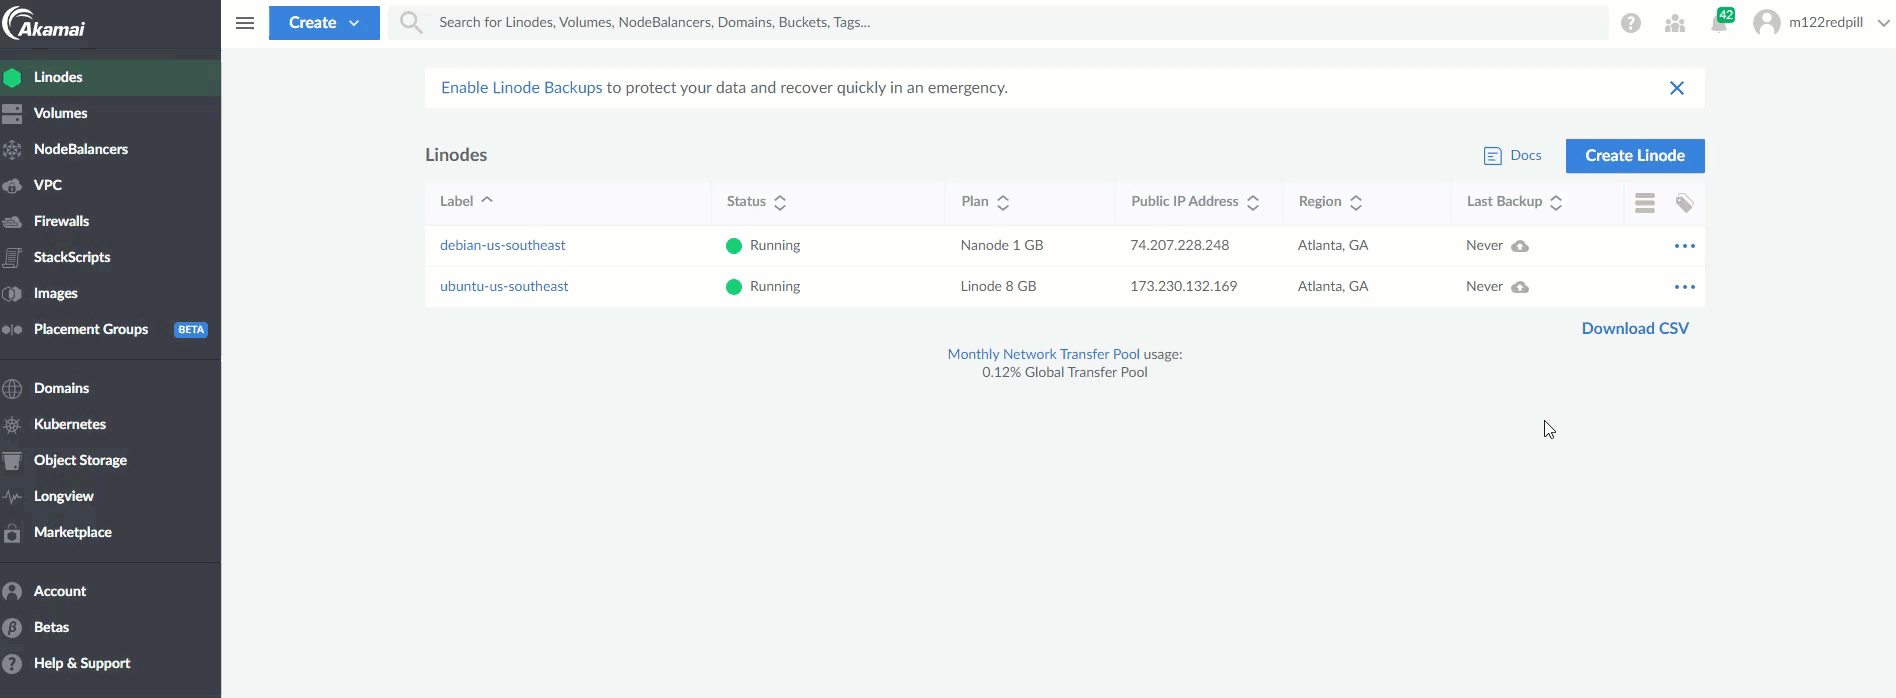 Akamai
Create
Search for Linodes, Volumes, NodeBalancers, Domains, Buckets, Tags...
?
42
m122redpill
Linodes
Volumes
NodeBalancers
VPC
Firewalls
StackScripts
Images
Placement Groups BETA
Domains
Kubernetes
Object Storage
Longview
Marketplace
Account
β Betas
? Help & Support
Enable Linode Backups to protect your data and recover quickly in an emergency.
Linodes
Docs
Create Linode
Label Status Plan Public IP Address Region Last Backup
debian-us-southeast Running Nanode 1 GB 74.207.228.248 Atlanta, GA Never
ubuntu-us-southeast Running Linode 8 GB 173.230.132.169 Atlanta, GA Never
Download CSV
Monthly Network Transfer Pool usage:
0.12% Global Transfer Pool